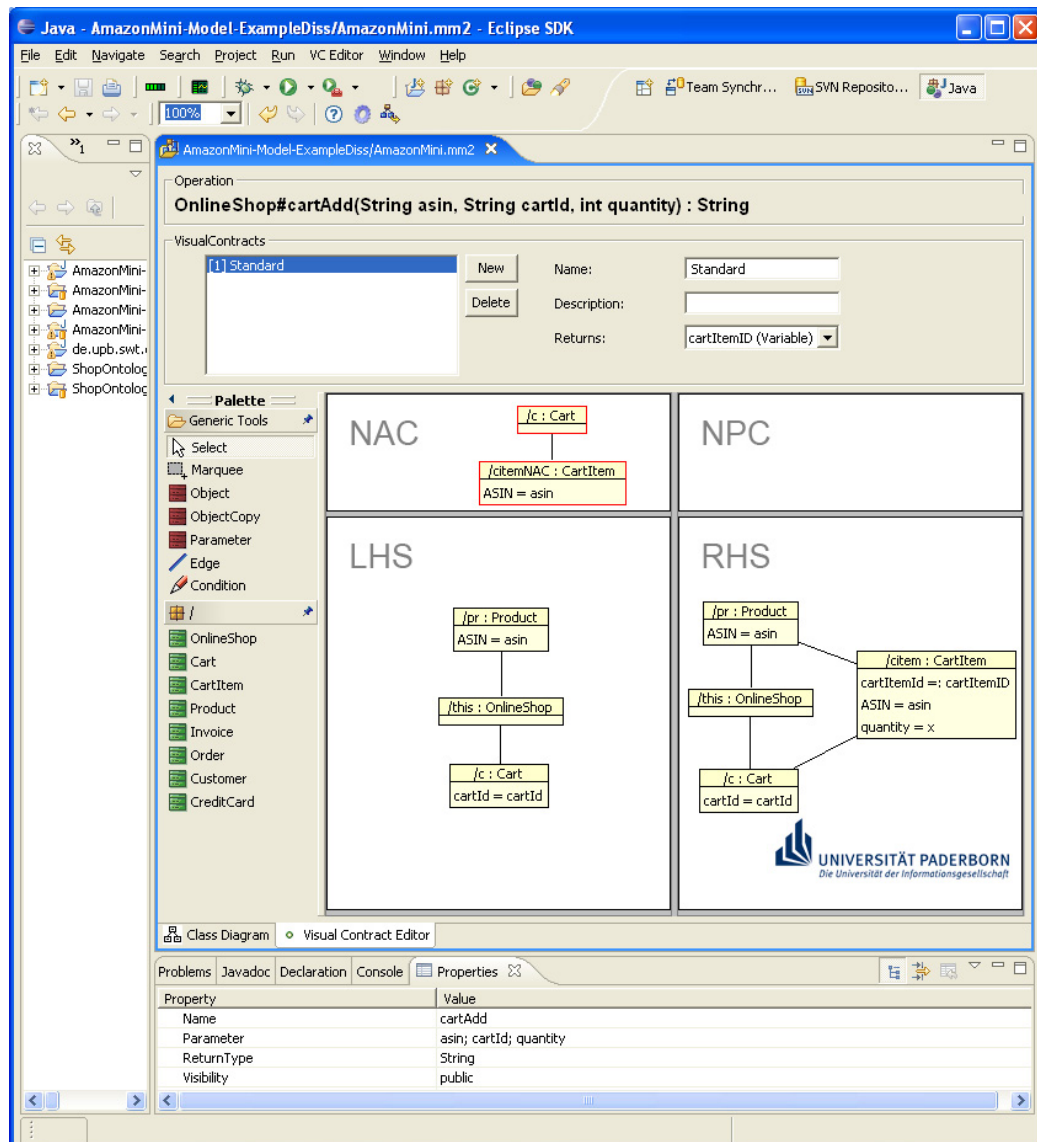 Java - AmazonMini-Model-ExampleDiss/AmazonMini.mm2 - Eclipse SDK
File Edit Navigate Search Project Run VC Editor Window Help
Team Synchr... SVN Reposito... Java
100%
»1
AmazonMini-Model-ExampleDiss/AmazonMini.mm2
Operation
OnlineShop#cartAdd(String asin, String cartId, int quantity) : String
VisualContracts
[1] Standard
New
Name:
Standard
Delete
Description:
Returns:
cartItemID (Variable)
AmazonMini-
AmazonMini-
AmazonMini-
AmazonMini-
de.upb.swt.
ShopOntolog
ShopOntolog
Palette
Generic Tools
Select
Marquee
Object
ObjectCopy
Parameter
Edge
Condition
/
OnlineShop
Cart
CartItem
Product
Invoice
Order
Customer
CreditCard
NAC
/c : Cart
/citemNAC : CartItem
ASIN = asin
NPC
LHS
/pr : Product
ASIN = asin
/this : OnlineShop
/c : Cart
cartId = cartId
RHS
/pr : Product
ASIN = asin
/citem : CartItem
cartItemId =: cartItemID
ASIN = asin
quantity = x
/this : OnlineShop
/c : Cart
cartId = cartId
UNIVERSITÄT PADERBORN
Die Universität der Informationsgesellschaft
Class Diagram Visual Contract Editor
Problems Javadoc Declaration Console Properties
Property Value
Name cartAdd
Parameter asin; cartId; quantity
ReturnType String
Visibility public